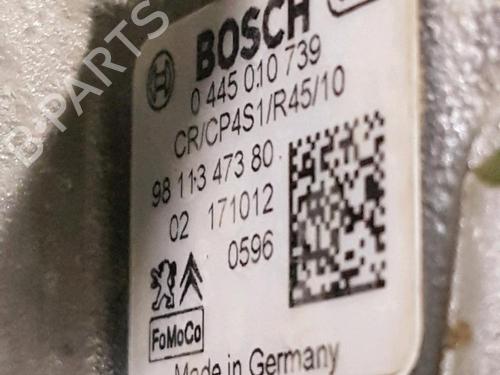 BOSCH
0 445 010 739
CR/CP4S1/R45/10
98 113 473 80
02 171012
0596
FoMoCo
Made in Germany
B-PARTS